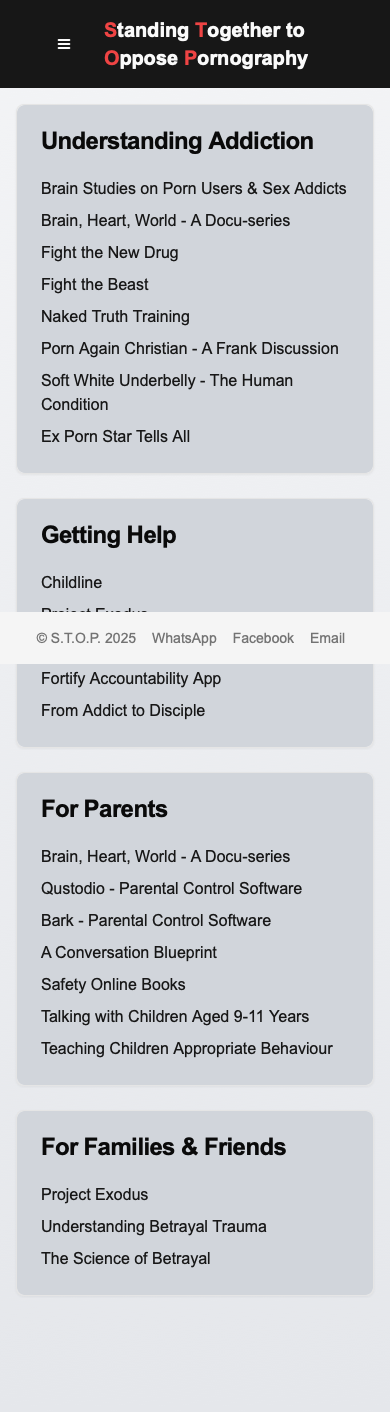 ≡
Standing Together to
Oppose Pornography
Understanding Addiction
Brain Studies on Porn Users & Sex Addicts
Brain, Heart, World - A Docu-series
Fight the New Drug
Fight the Beast
Naked Truth Training
Porn Again Christian - A Frank Discussion
Soft White Underbelly - The Human
Condition
Ex Porn Star Tells All
Getting Help
Childline
© S.T.O.P. 2025 WhatsApp Facebook Email
Fortify Accountability App
From Addict to Disciple
For Parents
Brain, Heart, World - A Docu-series
Qustodio - Parental Control Software
Bark - Parental Control Software
A Conversation Blueprint
Safety Online Books
Talking with Children Aged 9-11 Years
Teaching Children Appropriate Behaviour
For Families & Friends
Project Exodus
Understanding Betrayal Trauma
The Science of Betrayal